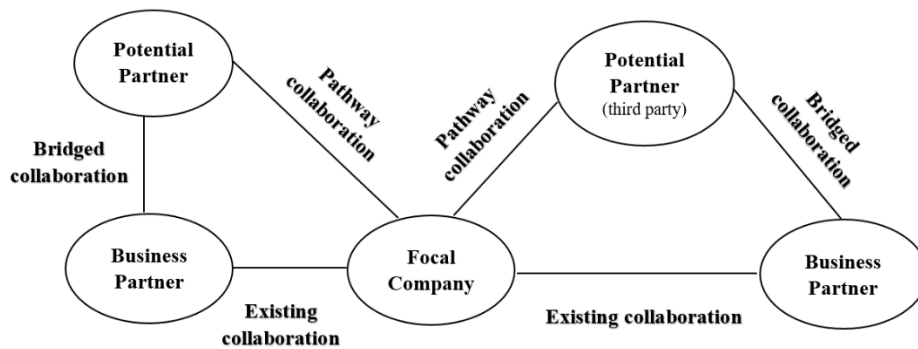 Potential
Partner
Pathway
collaboration
Bridged
collaboration
Business
Partner
Existing
collaboration
Focal
Company
Pathway
collaboration
Potential
Partner
(third party)
Bridged
collaboration
Existing collaboration
Business
Partner